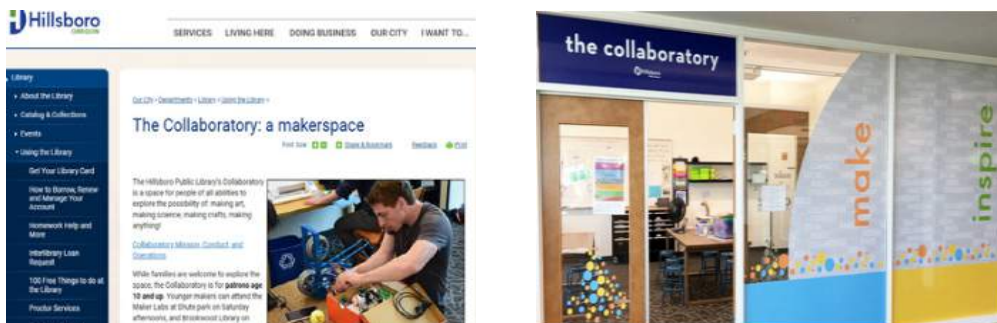 Hillsboro
OREGON
SERVICES LIVING HERE DOING BUSINESS OUR CITY I WANT TO...
Library
About the Library
Catalog & Collections
Events
Using the Library
Get Your Library Card
How to Borrow, Renew
and Manage Your
Account
Homework Help and
More
Interlibrary Loan
Request
100 Free Things to do at
the Library
Proctor Services
Our City > Departments > Library > Using the Library >
The Collaboratory: a makerspace
Font Size: Share & Bookmark Feedback Print
The Hillsboro Public Library's Collaboratory
is a space for people of all abilities to
explore the possibility of making art,
making science, making crafts, making
anything!
Collaboratory Mission, Conduct, and
Operations
While families are welcome to explore the
space, the Collaboratory is for patrons age
10 and up. Younger makers can attend the
Maker Labs at Shute park on Saturday
afternoons, and Brookwood Library on
the collaboratory
make
inspire